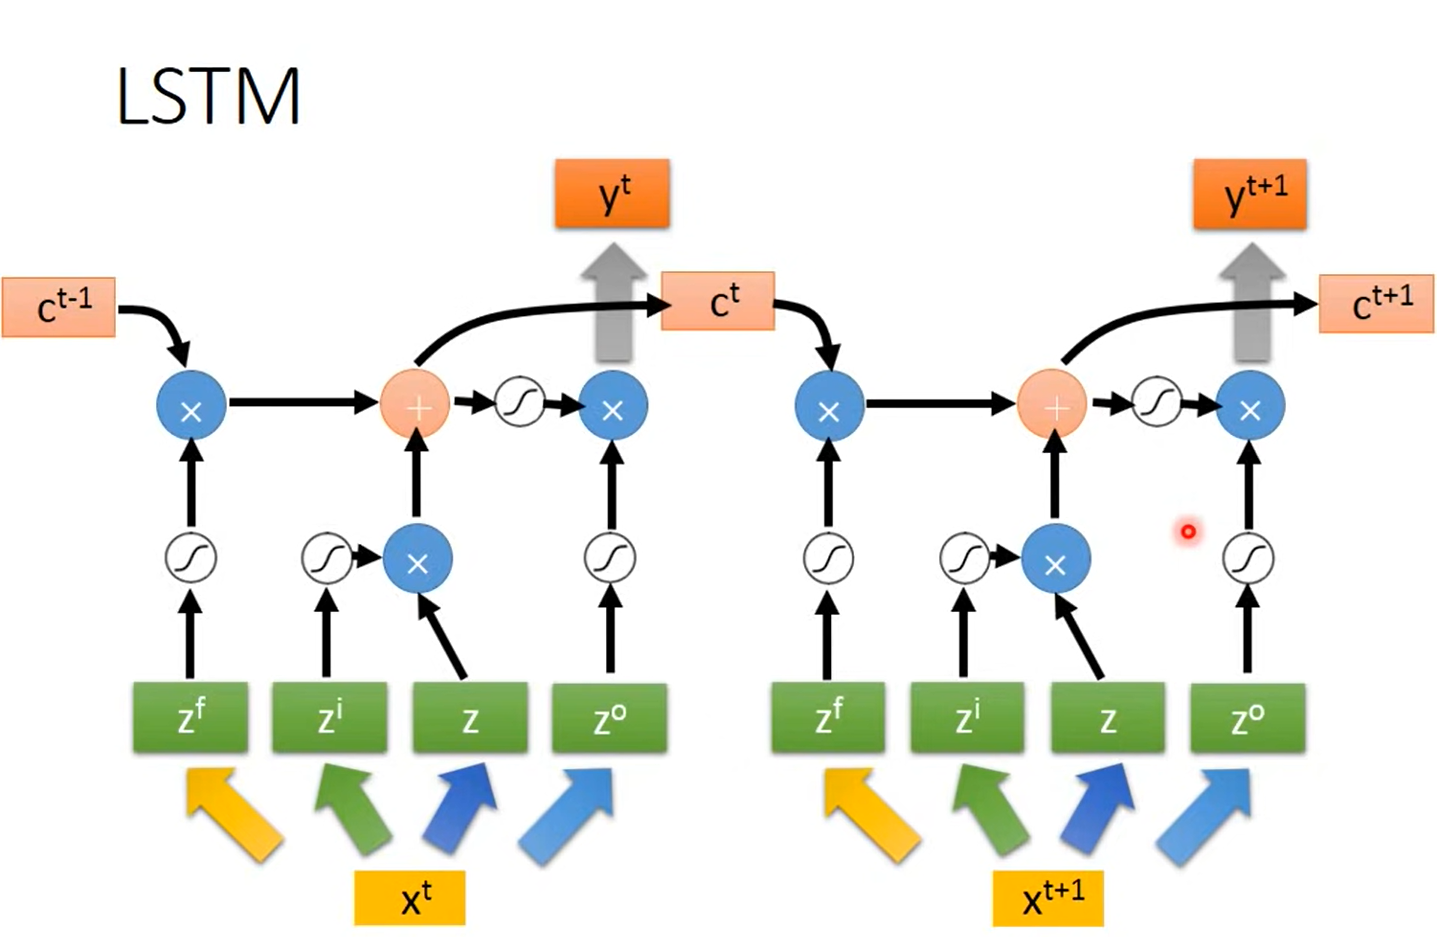 LSTM
yᵗ
yᵗ⁺¹
cᵗ⁻¹
cᵗ
cᵗ⁺¹
×
+
×
×
+
×
×
×
zᶠ
zⁱ
z
zᵒ
zᶠ
zⁱ
z
zᵒ
xᵗ
xᵗ⁺¹